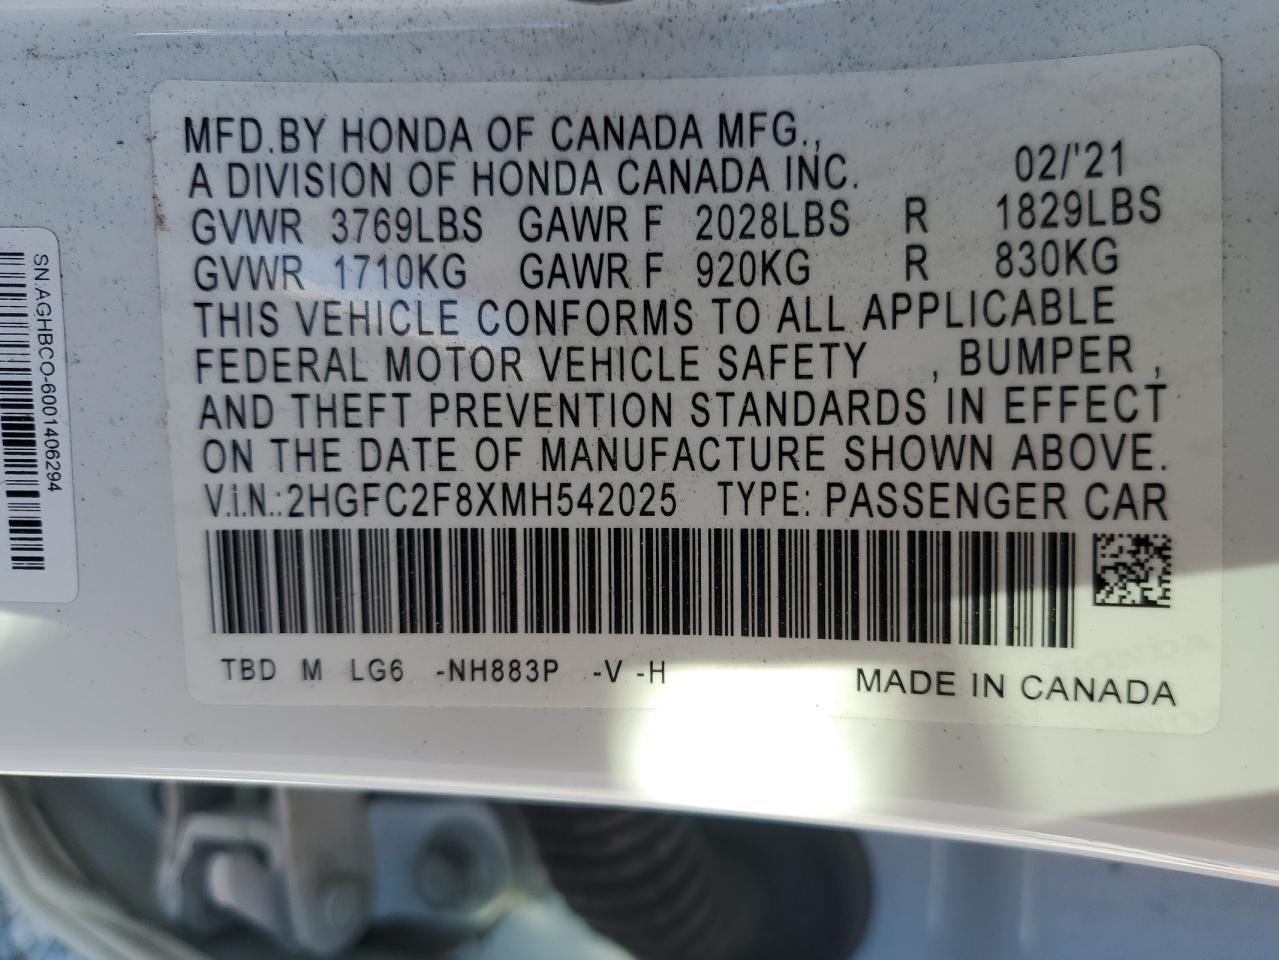 MFD.BY HONDA OF CANADA MFG.,
A DIVISION OF HONDA CANADA INC. 02/'21
GVWR 3769LBS GAWR F 2028LBS R 1829LBS
GVWR 1710KG GAWR F 920KG R 830KG
THIS VEHICLE CONFORMS TO ALL APPLICABLE
FEDERAL MOTOR VEHICLE SAFETY , BUMPER ,
AND THEFT PREVENTION STANDARDS IN EFFECT
ON THE DATE OF MANUFACTURE SHOWN ABOVE.
V.i.N.:2HGFC2F8XMH542025 TYPE: PASSENGER CAR
TBD M LG6 -NH883P -V -H
MADE IN CANADA
SN:AGHBCO-6001406294